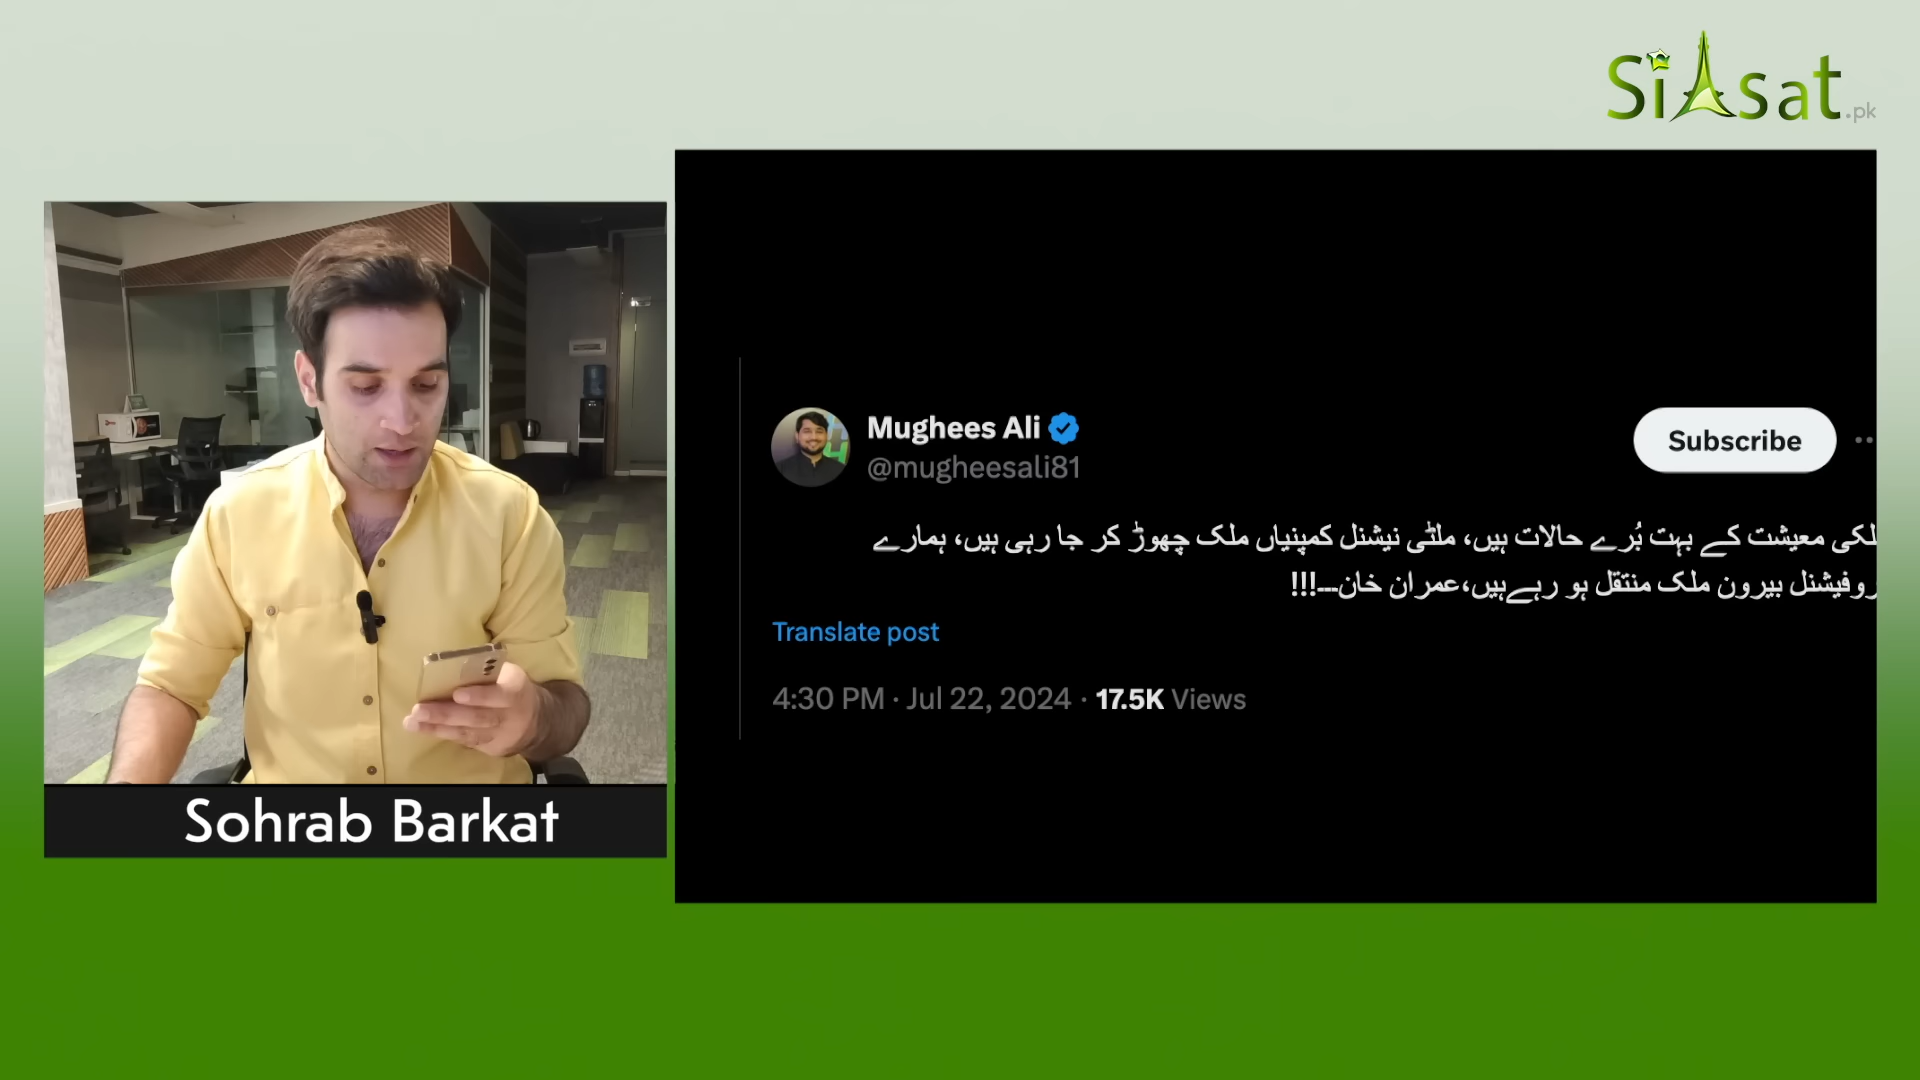 SiAsat.pk
Sohrab Barkat
Mughees Ali
@mugheesali81
Subscribe
معیشت کے بہت بُرے حالات ہیں، ملٹی نیشنل کمپنیاں ملک چھوڑ کر جا رہی ہیں، ہمارے
بیرون ملک منتقل ہو رہےہیں،عمران خان۔۔۔!!!
Translate post
4:30 PM · Jul 22, 2024 · 17.5K Views